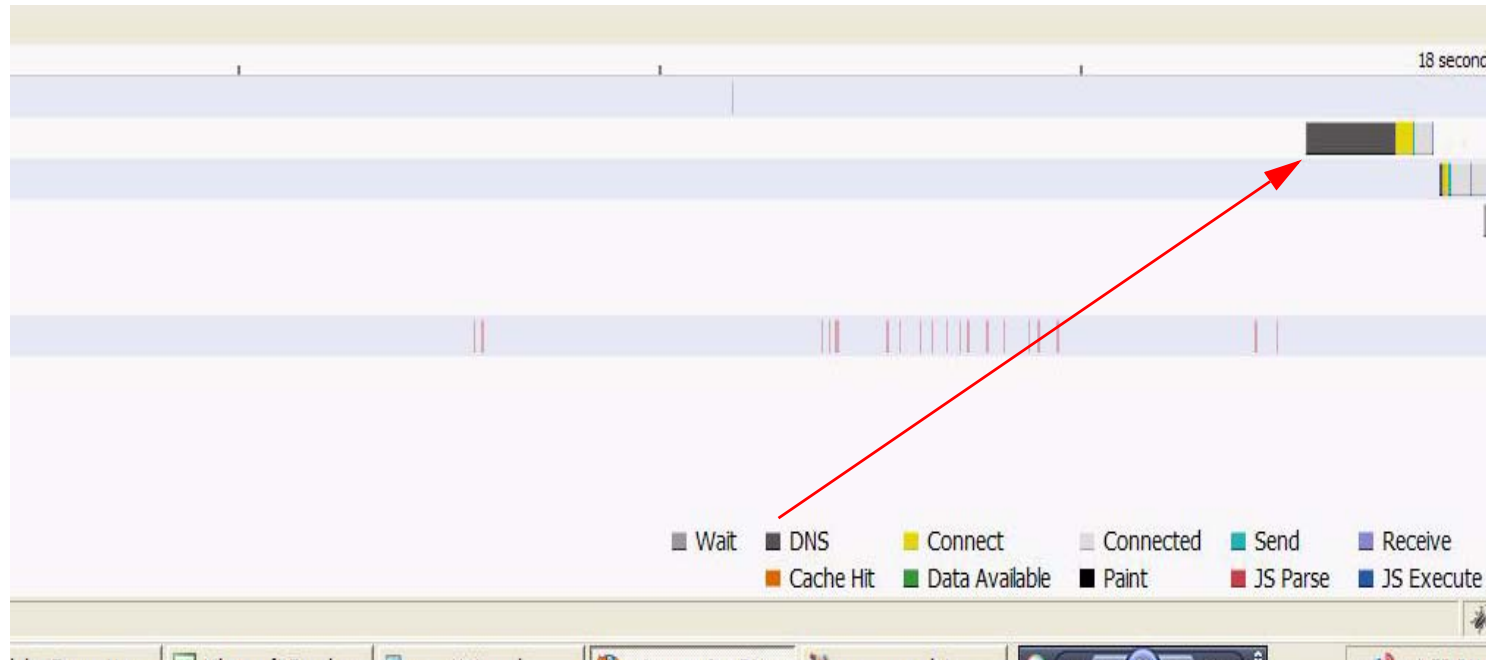 18 second
Wait DNS Connect Connected Send Receive
Cache Hit Data Available Paint JS Parse JS Execute